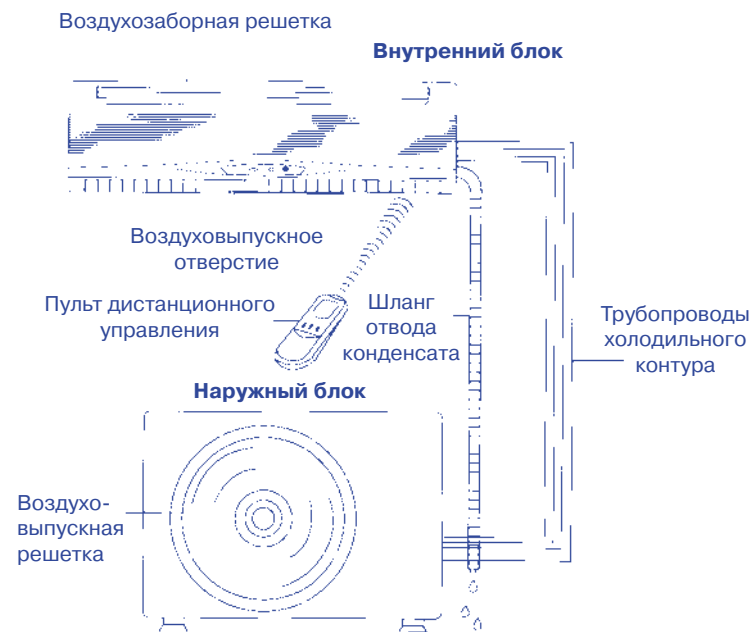 Воздухозаборная решетка
Внутренний блок
Воздуховыпускное
отверстие
Пульт дистанционного
управления
Шланг
отвода
конденсата
Трубопроводы
холодильного
контура
Наружный блок
Воздухо-
выпускная
решетка